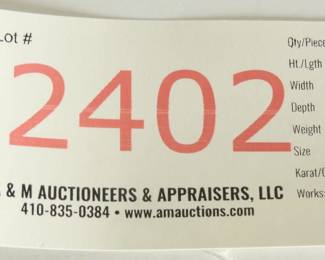 Lot #
2402
& M AUCTIONEERS & APPRAISERS, LLC
410-835-0384 • www.amauctions.com
Qty/Piece
Ht./Lgth
Width
Depth
Weight
Size
Karat/
Works